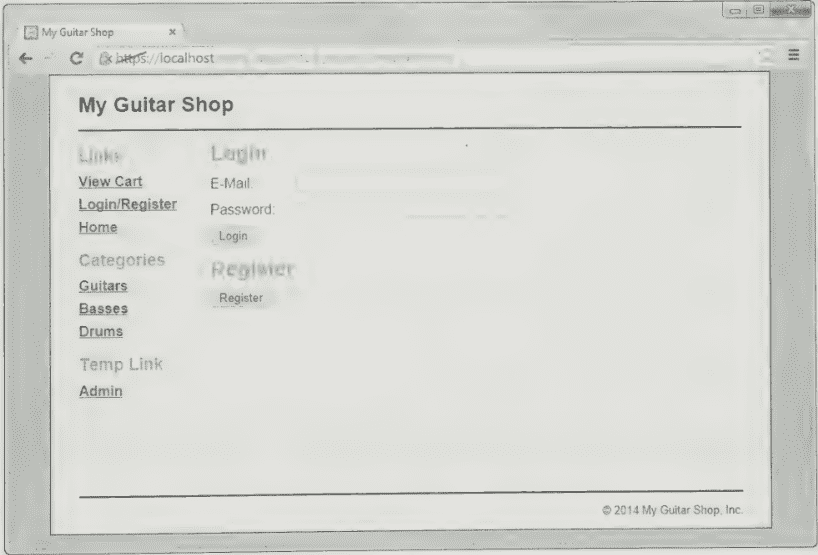 My Guitar Shop
https://localhost
My Guitar Shop
Links
View Cart
Login/Register
Home
Categories
Guitars
Basses
Drums
Temp Link
Admin
Login
E-Mail:
Password:
Login
Register
Register
© 2014 My Guitar Shop, Inc.